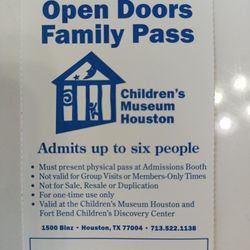 Open Doors
Family Pass
Children's
Museum
Houston
Admits up to six people
• Must present physical pass at Admissions Booth
• Not valid for Group Visits or Members-Only Times
• Not for Sale, Resale or Duplication
• For one-time use only
• Valid at the Children's Museum Houston and
Fort Bend Children's Discovery Center
1500 Binz • Houston, TX 77004 • 713.522.1138